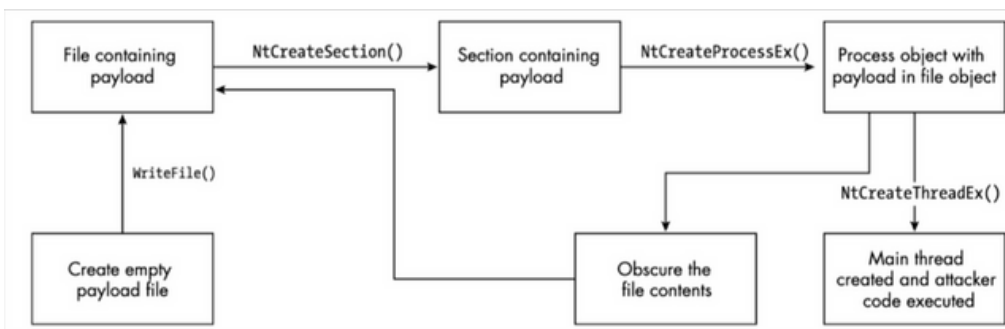 File containing
payload
NtCreateSection()
Section containing
payload
NtCreateProcessEx()
Process object with
payload in file object
WriteFile()
NtCreateThreadEx()
Create empty
payload file
Obscure the
file contents
Main thread
created and attacker
code executed